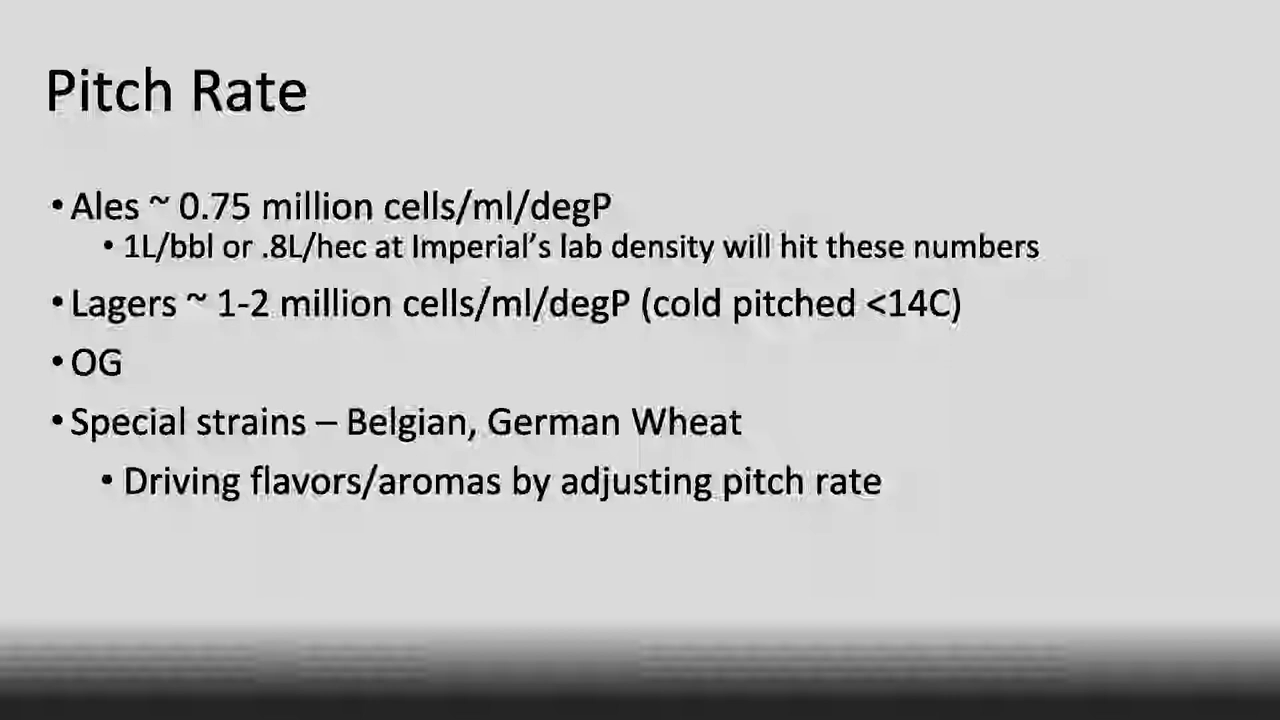 Pitch Rate
• Ales ~ 0.75 million cells/ml/degP
• 1L/bbl or .8L/hec at Imperial’s lab density will hit these numbers
• Lagers ~ 1-2 million cells/ml/degP (cold pitched <14C)
• OG
• Special strains – Belgian, German Wheat
• Driving flavors/aromas by adjusting pitch rate